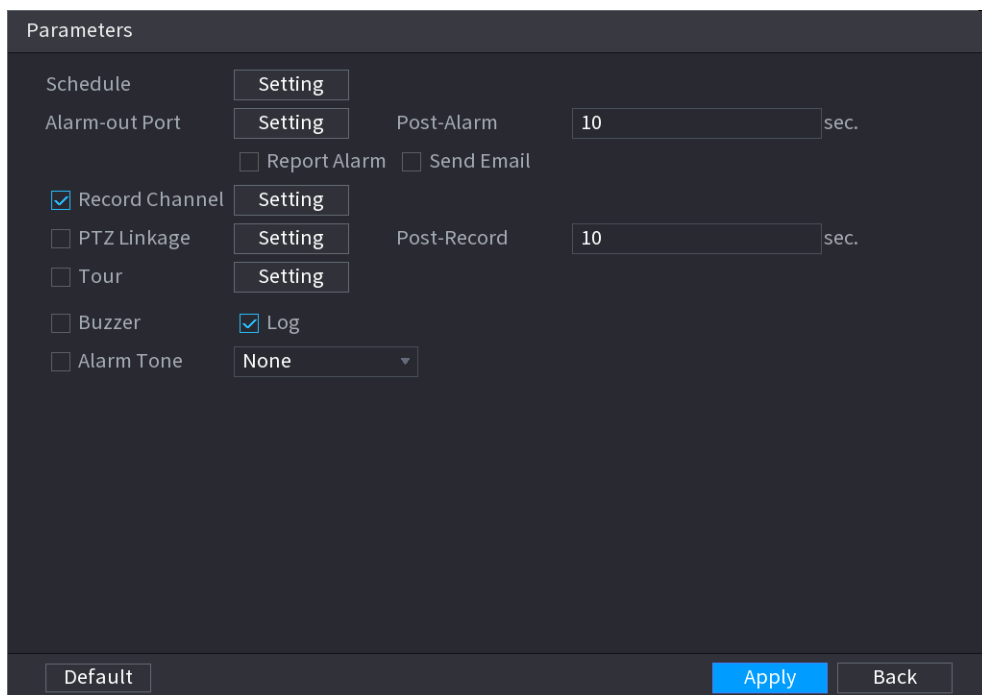 Parameters
Schedule Setting
Alarm-out Port Setting Post-Alarm 10 sec.
Report Alarm Send Email
Record Channel Setting
PTZ Linkage Setting Post-Record 10 sec.
Tour Setting
Buzzer Log
Alarm Tone None
Default Apply Back